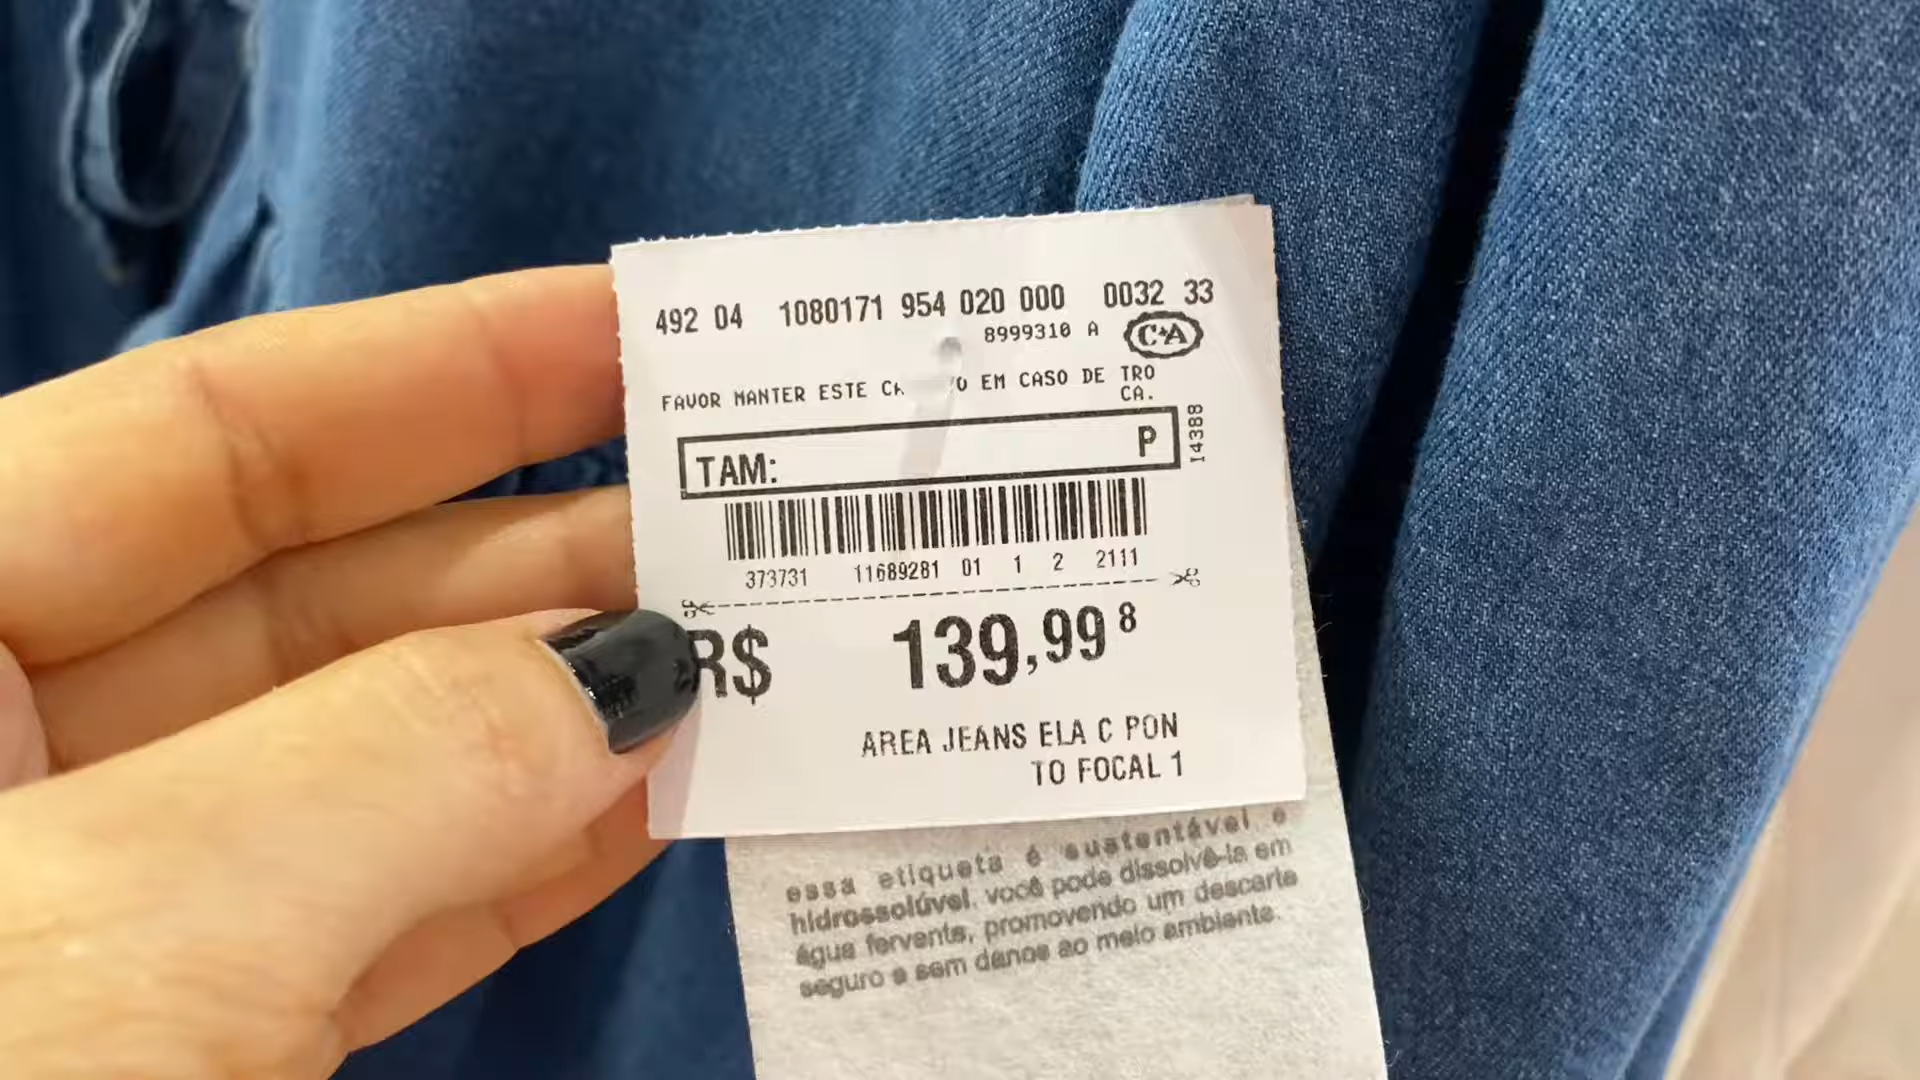 492 04 1080171 954 020 000 0032 33
8999310 A C&A
FAVOR MANTER ESTE EM CASO DE TRO
CA.
TAM: P
14388
373731 11689281 01 1 2 2111
R$ 139,99 8
AREA JEANS ELA C PON
TO FOCAL 1
essa etiqueta é sustentável e
hidrossolúvel, você pode dissolvê-la em
água fervente, promovendo um descarte
seguro e sem danos ao meio ambiente.